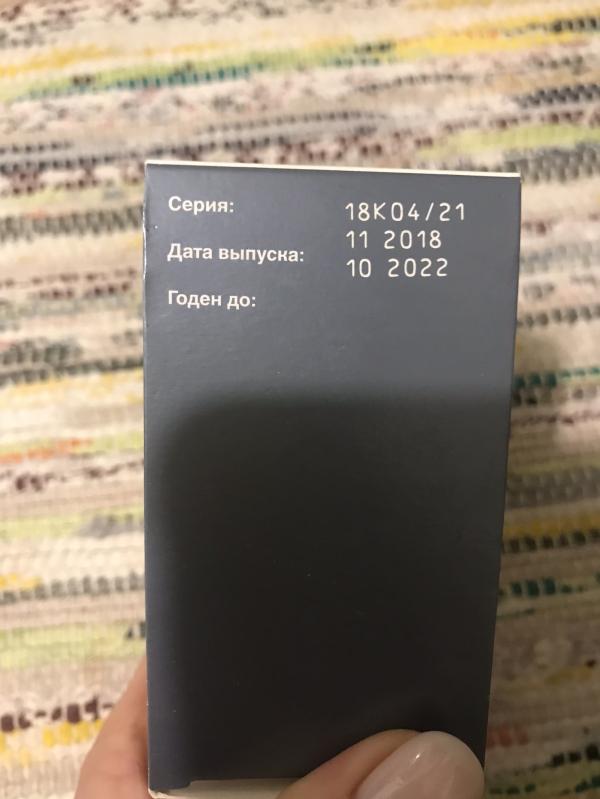 Серия: 18K04/21
Дата выпуска: 11 2018
Годен до: 10 2022